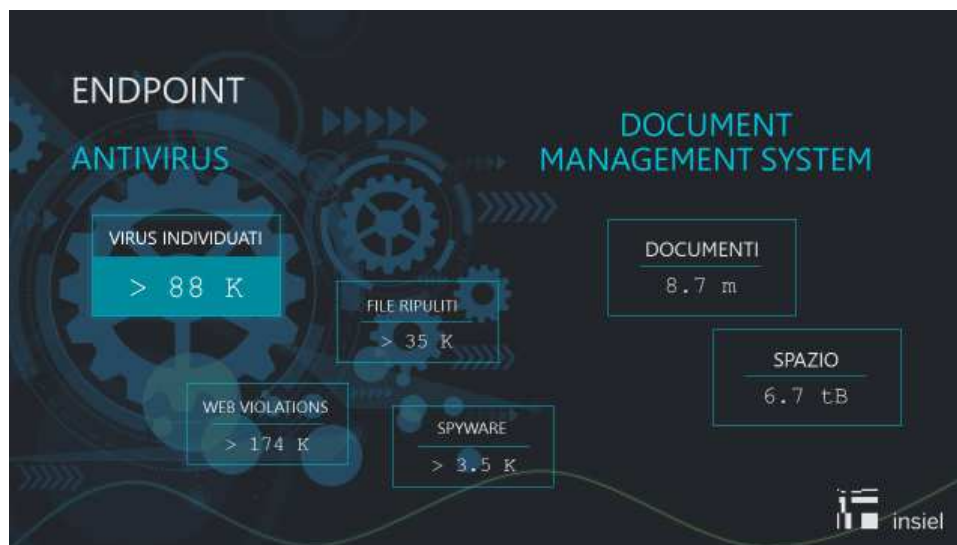 ENDPOINT
ANTIVIRUS
VIRUS INDIVIDUATI
> 88 K
FILE RIPULITI
> 35 K
WEB VIOLATIONS
> 174 K
SPYWARE
> 3.5 K
DOCUMENT
MANAGEMENT SYSTEM
DOCUMENTI
8.7 m
SPAZIO
6.7 tB
insiel